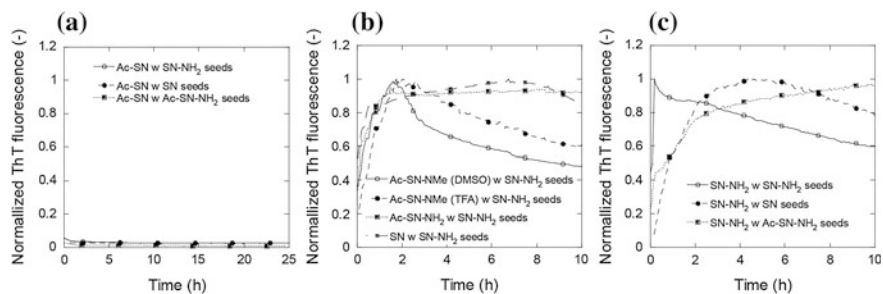 (a)
Normallized ThT fluorescence (-)
1.2
1
0.8
0.6
0.4
0.2
0
Ac-SN w SN-NH₂ seeds
Ac-SN w SN seeds
Ac-SN w Ac-SN-NH₂ seeds
0 5 10 15 20 25
Time (h)
(b)
Normallized ThT fluorescence (-)
1.2
1
0.8
0.6
0.4
0.2
0
Ac-SN-NMe (DMSO) w SN-NH₂ seeds
Ac-SN-NMe (TFA) w SN-NH₂ seeds
Ac-SN-NH₂ w SN-NH₂ seeds
SN w SN-NH₂ seeds
0 2 4 6 8 10
Time (h)
(c)
Normallized ThT fluorescence (-)
1.2
1
0.8
0.6
0.4
0.2
0
SN-NH₂ w SN-NH₂ seeds
SN-NH₂ w SN seeds
SN-NH₂ w Ac-SN-NH₂ seeds
0 2 4 6 8 10
Time (h)